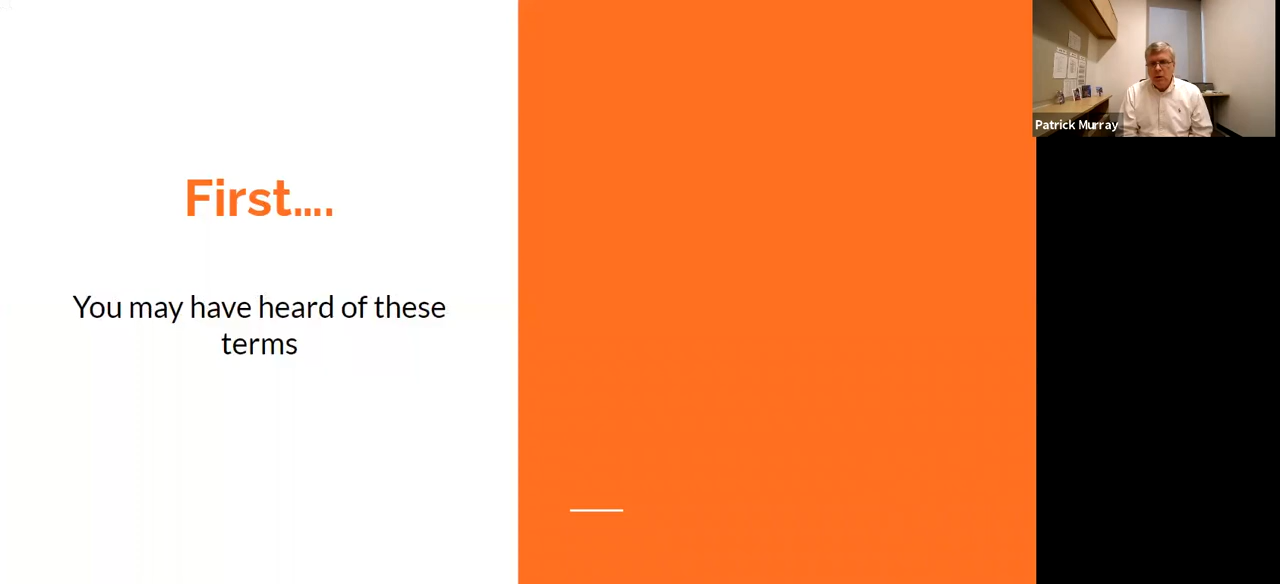 First....
You may have heard of these
terms
Patrick Murray